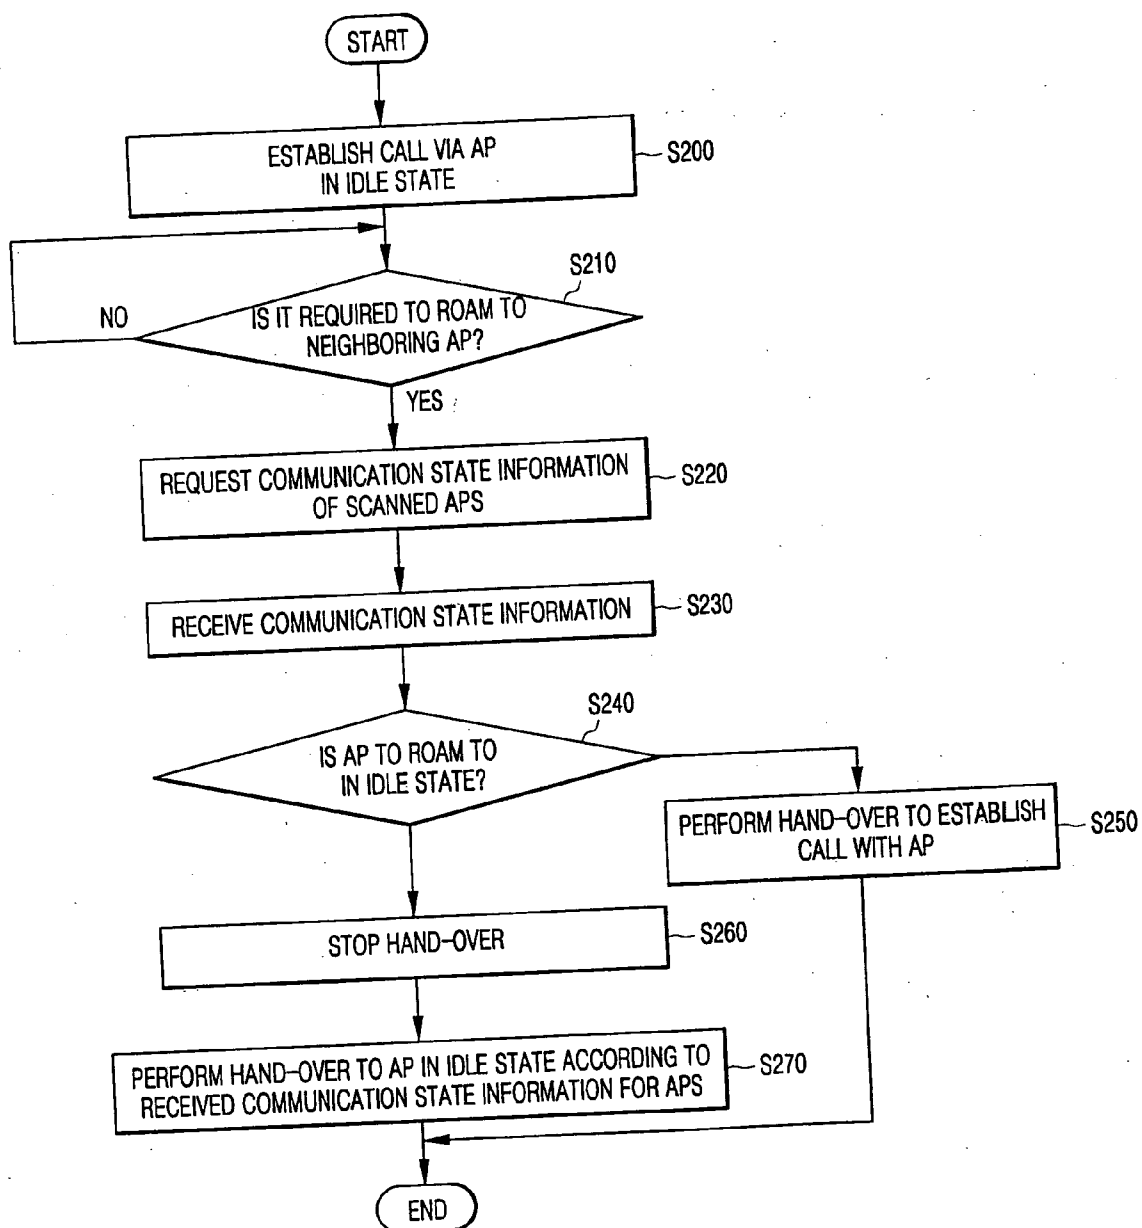 START
ESTABLISH CALL VIA AP
IN IDLE STATE
S200
S210
IS IT REQUIRED TO ROAM TO
NEIGHBORING AP?
NO
YES
REQUEST COMMUNICATION STATE INFORMATION
OF SCANNED APS
S220
RECEIVE COMMUNICATION STATE INFORMATION
S230
S240
IS AP TO ROAM TO
IN IDLE STATE?
PERFORM HAND-OVER TO ESTABLISH
CALL WITH AP
S250
STOP HAND-OVER
S260
PERFORM HAND-OVER TO AP IN IDLE STATE ACCORDING TO
RECEIVED COMMUNICATION STATE INFORMATION FOR APS
S270
END